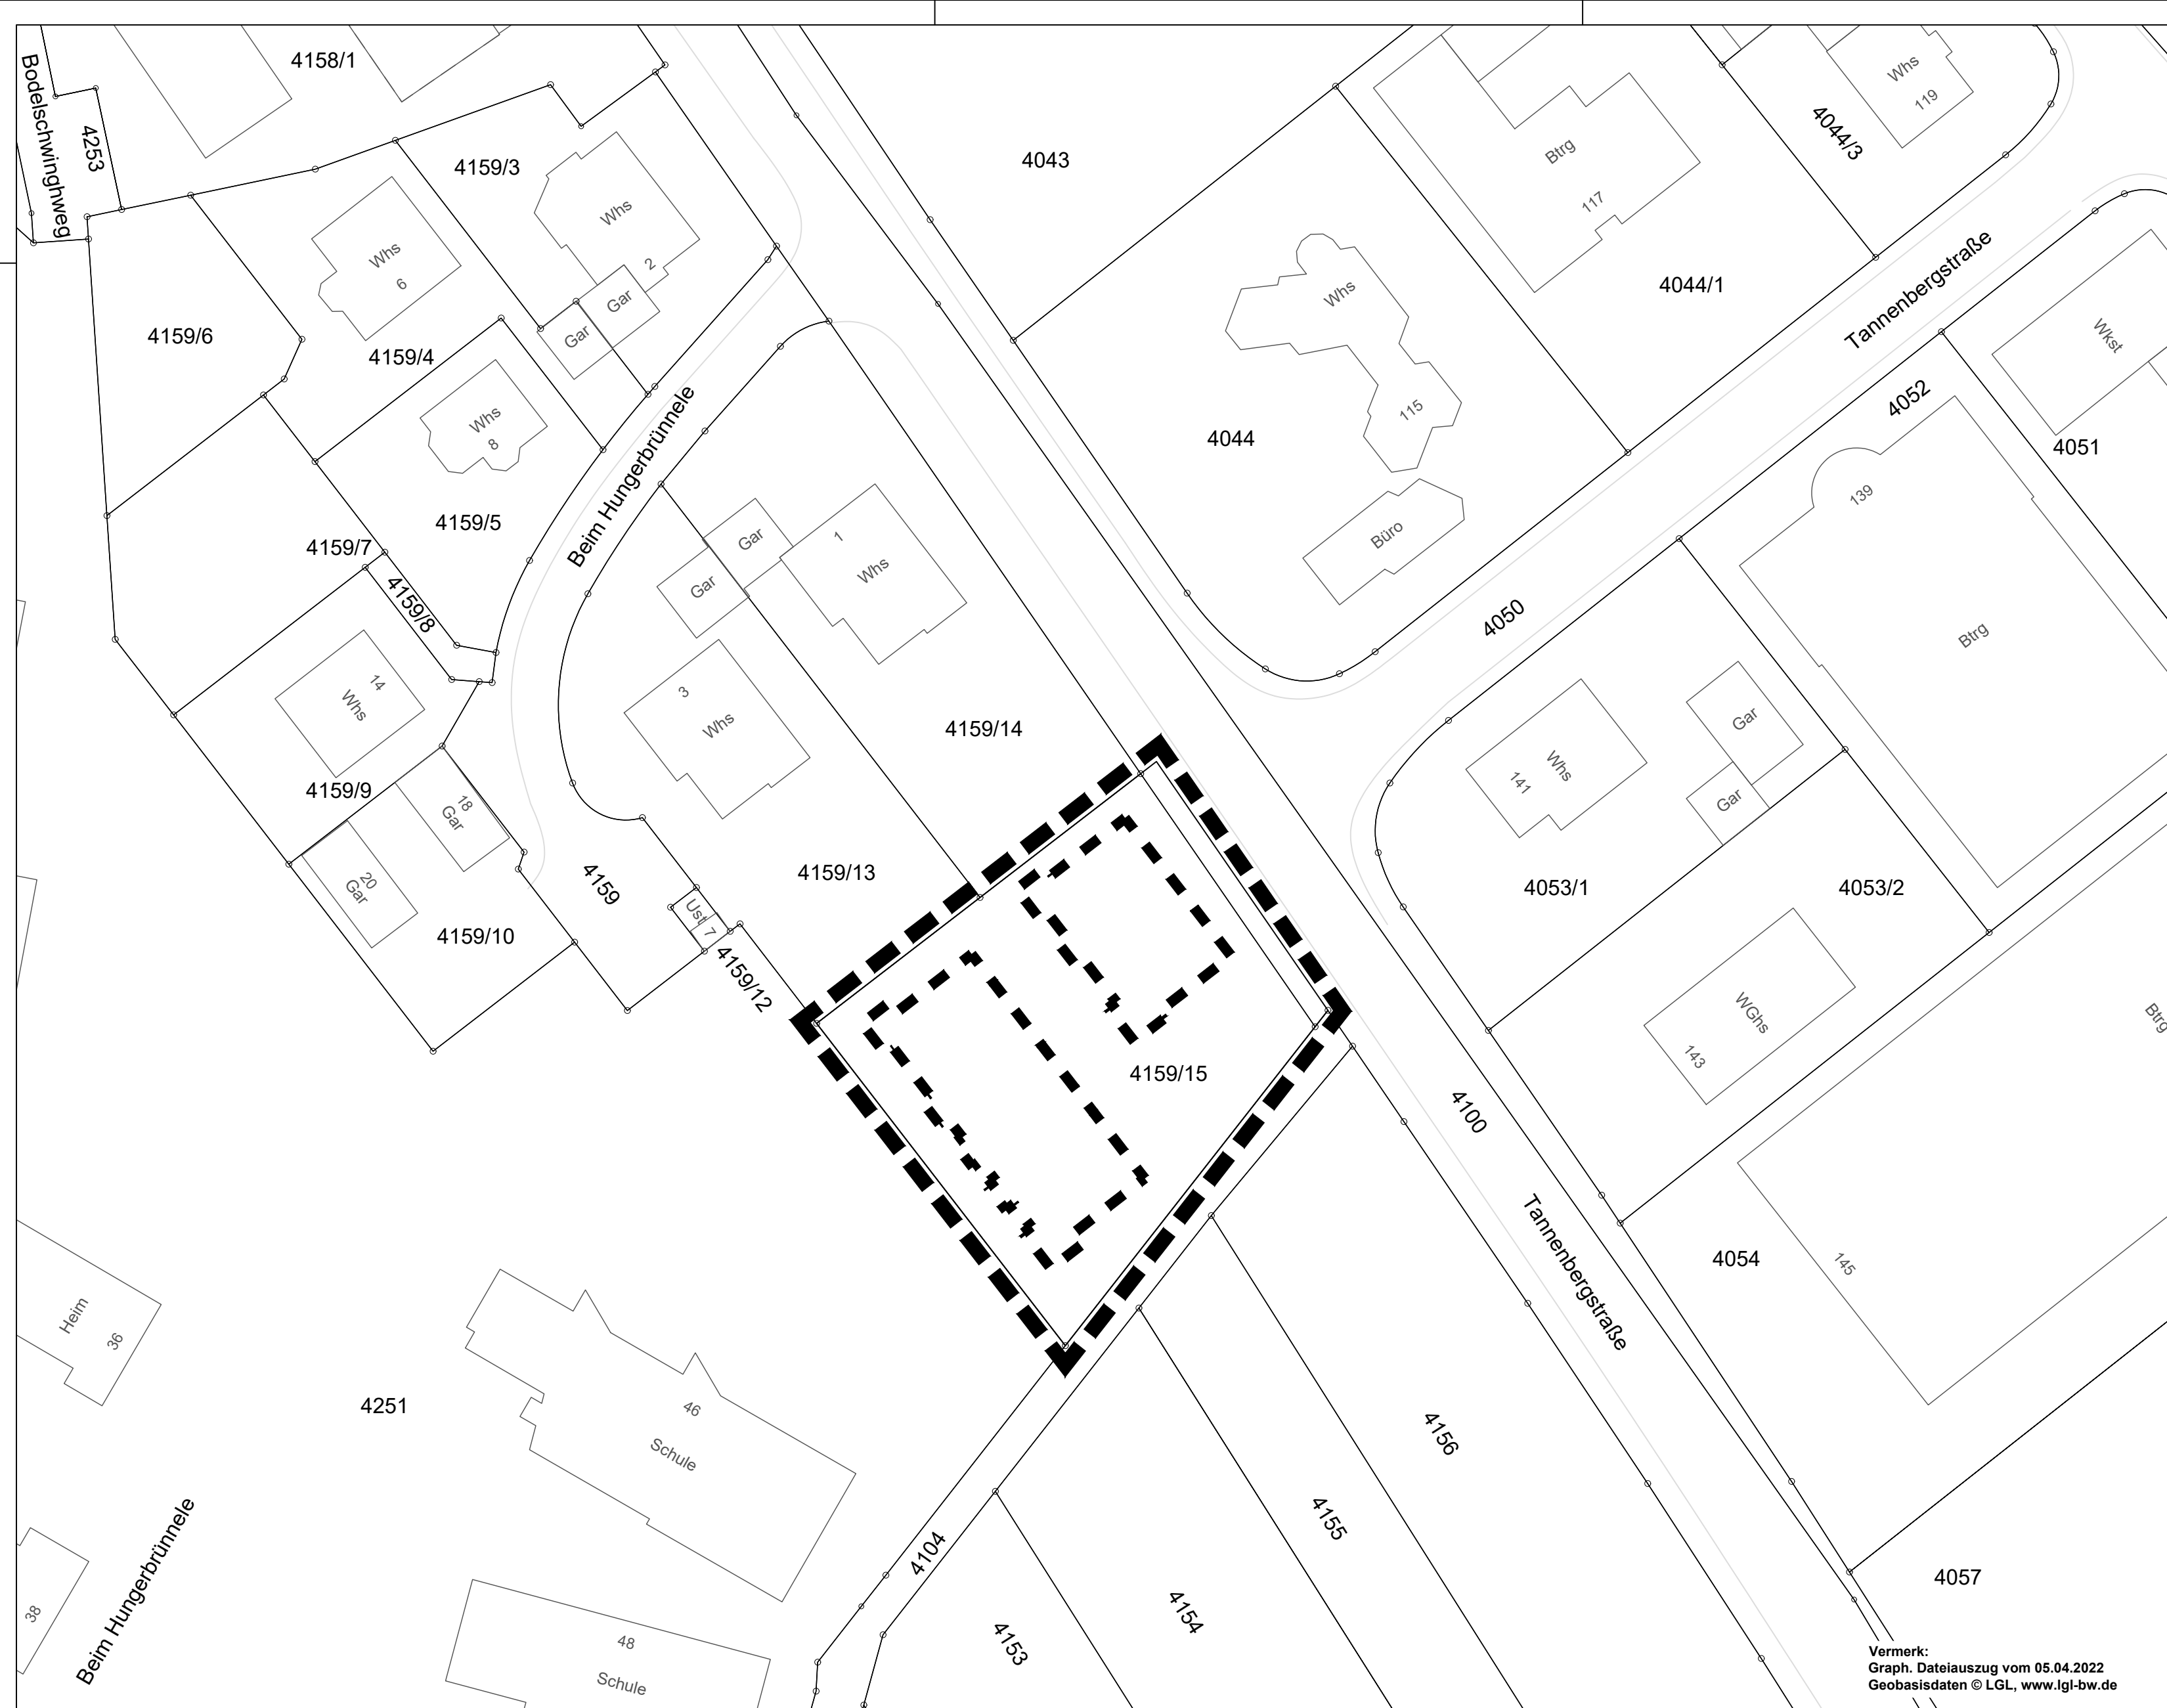 Bodelschwinghweg
4253
4158/1
4159/3
Whs
2
Gar
Gar
Whs
6
4159/6
4159/4
Whs
8
4159/5
4159/7
4159/8
Beim Hungerbrünnele
4043
Btrg
117
4044/1
4044/3
Whs
119
Whs
115
4044
Büro
Tannenbergstraße
Wkst
4051
4052
139
Btrg
4050
Gar
Gar
1
Whs
3
Whs
4159/14
4159/13
14
Whs
4159/9
18
Gar
20
Gar
4159/10
4159
Ust
7
4159/12
4159/15
141
Whs
Gar
Gar
4053/1
4053/2
WGhs
143
Btrg
4100
Tannenbergstraße
4054
145
Heim
36
4251
46
Schule
48
Schule
38
Beim Hungerbrünnele
4104
4153
4154
4155
4156
4057
Vermerk:
Graph. Dateiauszug vom 05.04.2022
Geobasisdaten © LGL, www.lgl-bw.de